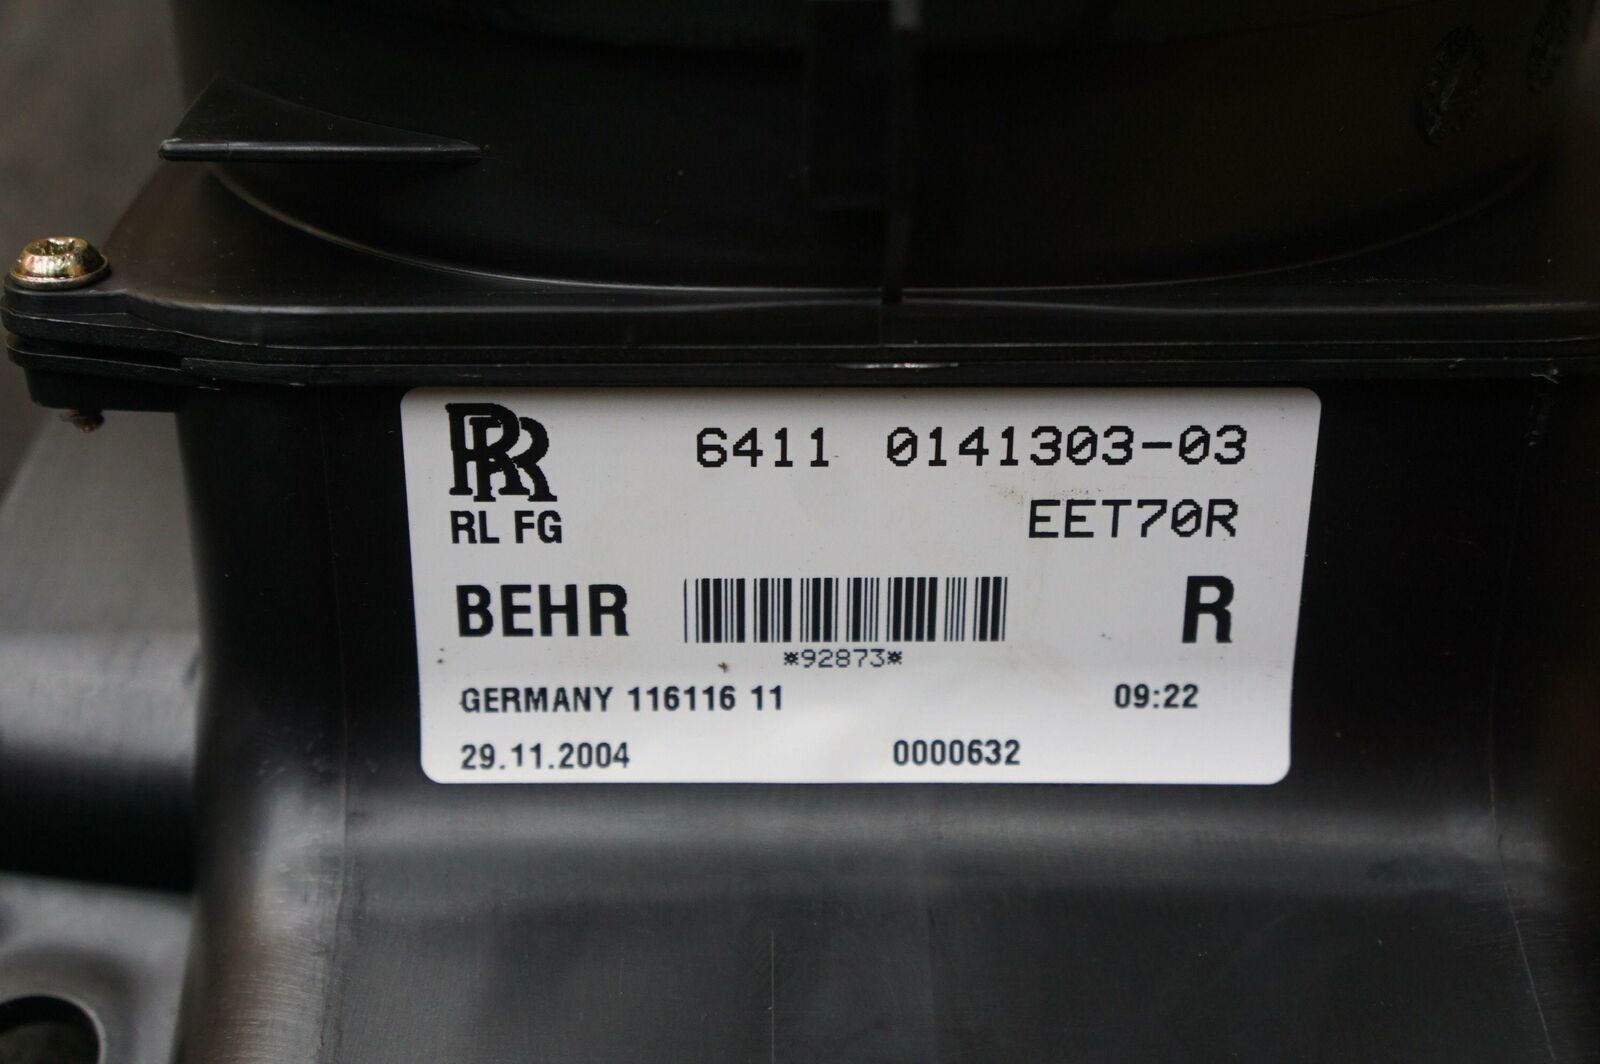 RR 6411 0141303-03
RL FG EET70R
BEHR R
*92873*
GERMANY 116116 11 09:22
29.11.2004 0000632